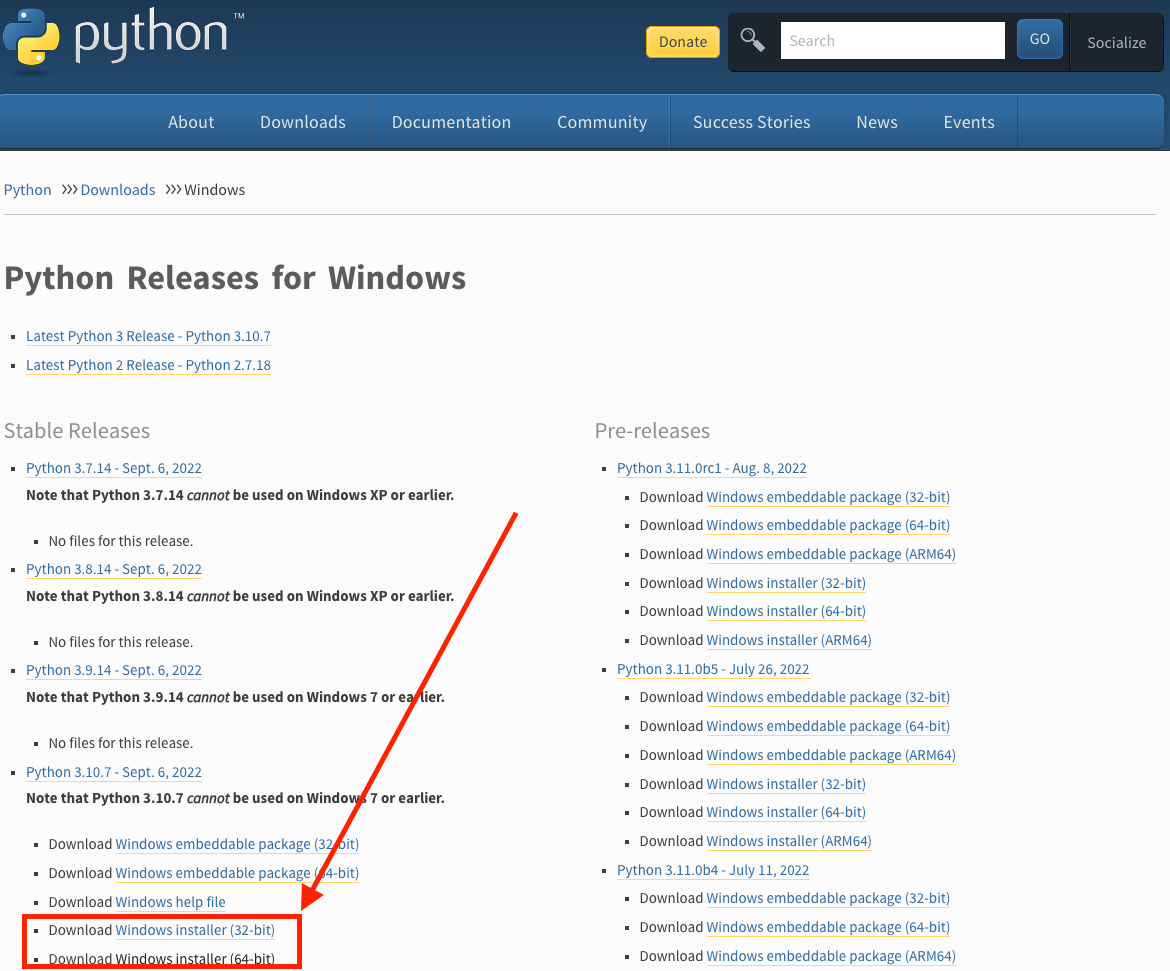 python™
Donate
Search
GO
Socialize
About Downloads Documentation Community Success Stories News Events
Python >>> Downloads >>> Windows
Python Releases for Windows
Latest Python 3 Release - Python 3.10.7
Latest Python 2 Release - Python 2.7.18
Stable Releases
Python 3.7.14 - Sept. 6, 2022
Note that Python 3.7.14 cannot be used on Windows XP or earlier.
No files for this release.
Python 3.8.14 - Sept. 6, 2022
Note that Python 3.8.14 cannot be used on Windows XP or earlier.
No files for this release.
Python 3.9.14 - Sept. 6, 2022
Note that Python 3.9.14 cannot be used on Windows 7 or earlier.
No files for this release.
Python 3.10.7 - Sept. 6, 2022
Note that Python 3.10.7 cannot be used on Windows 7 or earlier.
Download Windows embeddable package (32-bit)
Download Windows embeddable package (64-bit)
Download Windows help file
Download Windows installer (32-bit)
Download Windows installer (64-bit)
Pre-releases
Python 3.11.0rc1 - Aug. 8, 2022
Download Windows embeddable package (32-bit)
Download Windows embeddable package (64-bit)
Download Windows embeddable package (ARM64)
Download Windows installer (32-bit)
Download Windows installer (64-bit)
Download Windows installer (ARM64)
Python 3.11.0b5 - July 26, 2022
Download Windows embeddable package (32-bit)
Download Windows embeddable package (64-bit)
Download Windows embeddable package (ARM64)
Download Windows installer (32-bit)
Download Windows installer (64-bit)
Download Windows installer (ARM64)
Python 3.11.0b4 - July 11, 2022
Download Windows embeddable package (32-bit)
Download Windows embeddable package (64-bit)
Download Windows embeddable package (ARM64)